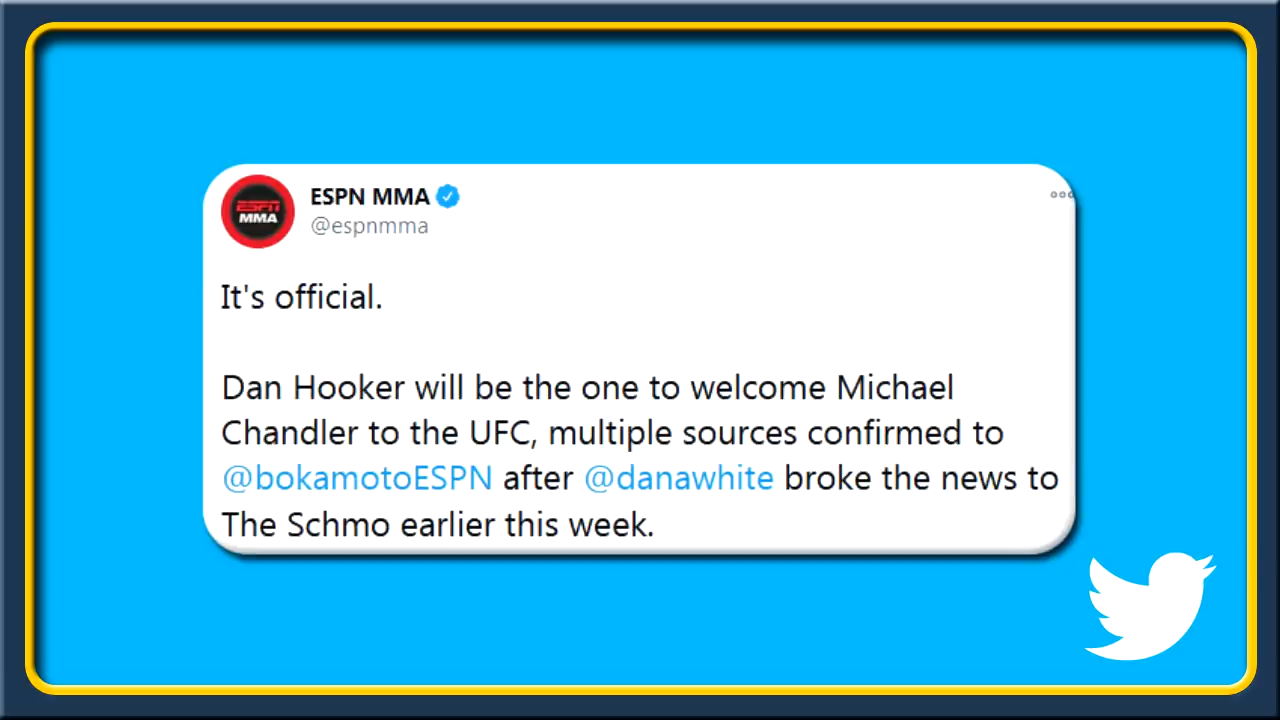 ESPN MMA
@espnmma
ESPN
MMA
It's official.
Dan Hooker will be the one to welcome Michael
Chandler to the UFC, multiple sources confirmed to
@bokamotoESPN after @danawhite broke the news to
The Schmo earlier this week.